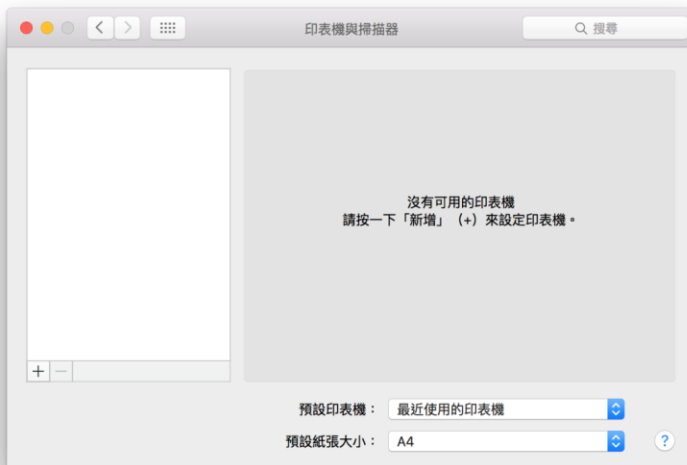 印表機與掃描器
搜尋
沒有可用的印表機
請按一下「新增」（+）來設定印表機。
預設印表機：
最近使用的印表機
預設紙張大小：
A4
?